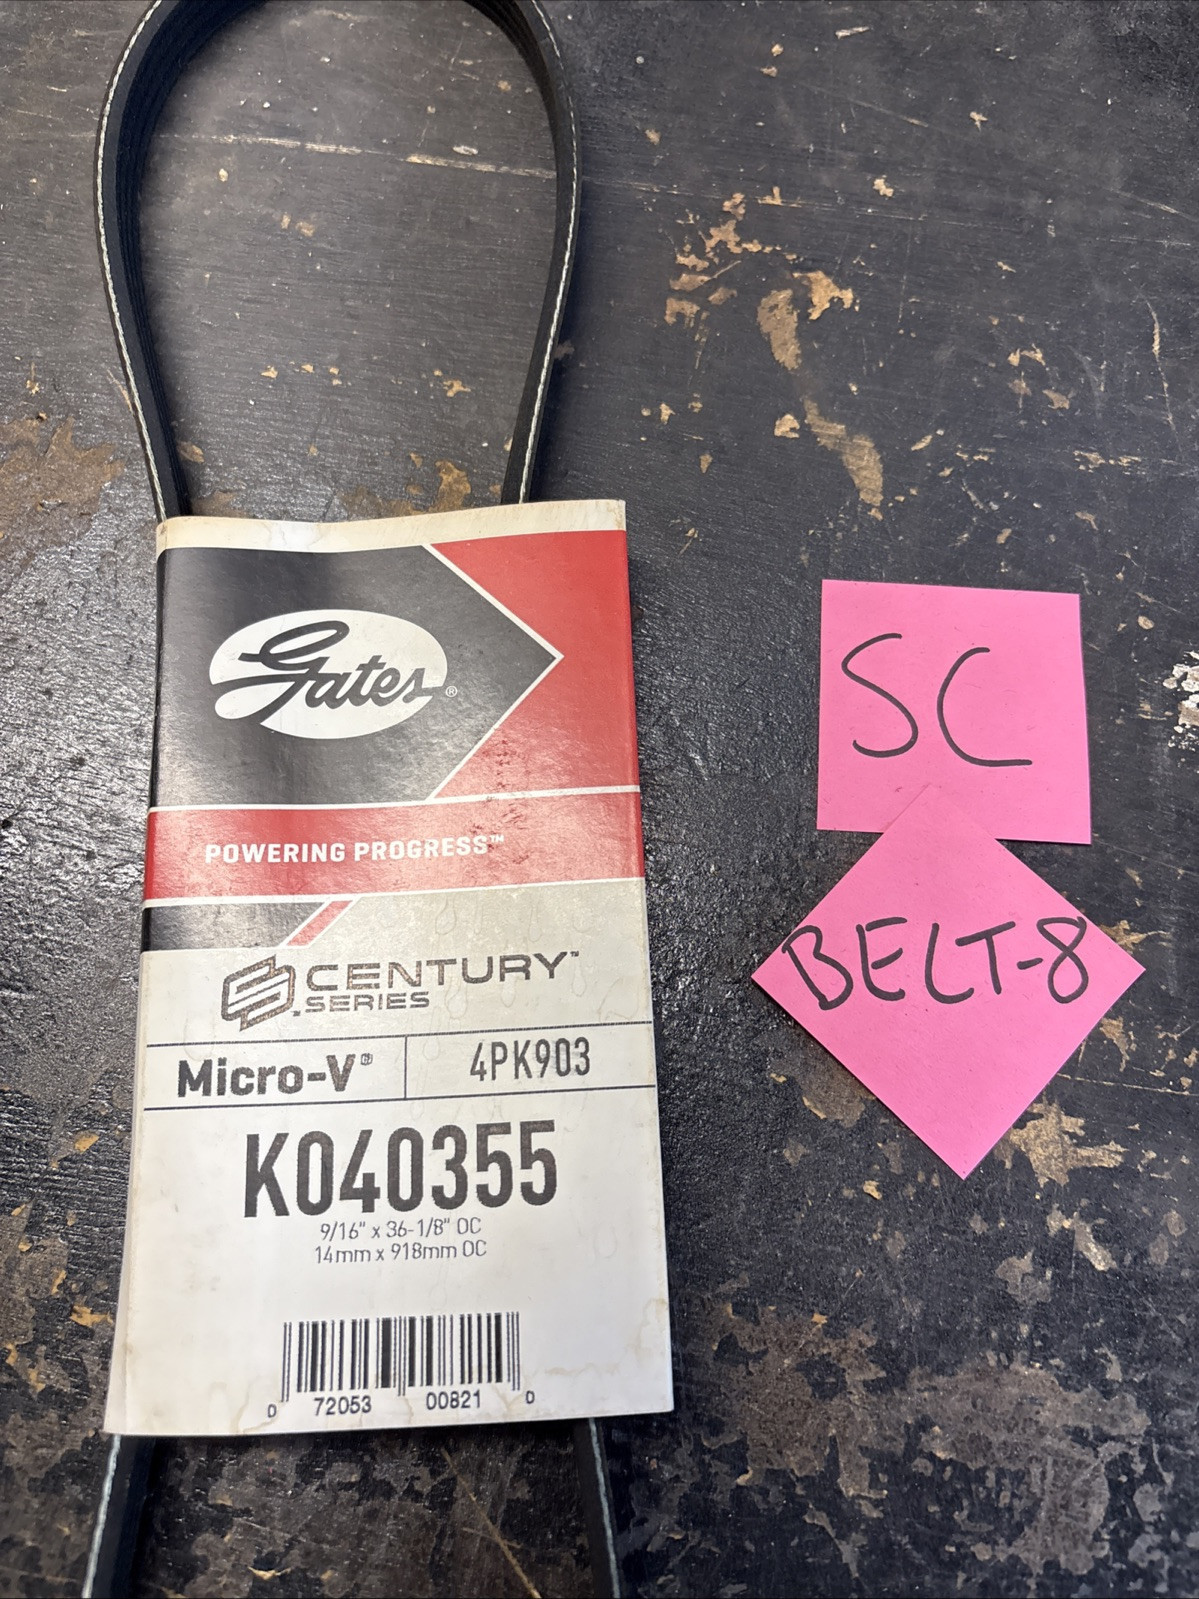 Gates®
POWERING PROGRESS™
CENTURY™
SERIES
Micro-V®
4PK903
K040355
9/16" x 36-1/8" OC
14mm x 918mm OC
0 72053 00821 0
SC
BELT-8